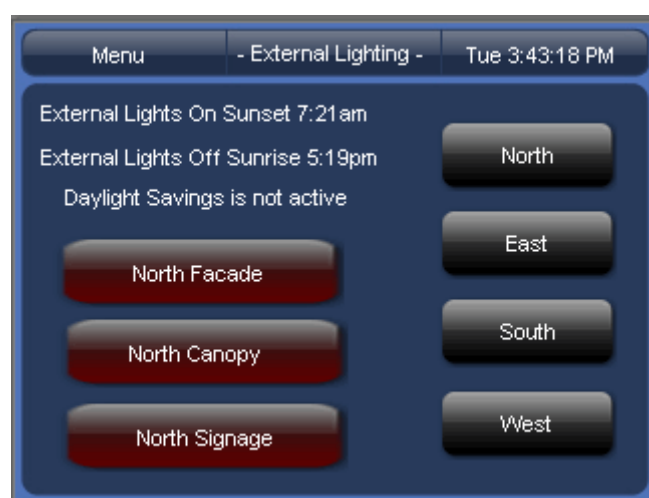 Menu - External Lighting - Tue 3:43:18 PM
External Lights On Sunset 7:21am
External Lights Off Sunrise 5:19pm
Daylight Savings is not active
North Facade
North Canopy
North Signage
North
East
South
West